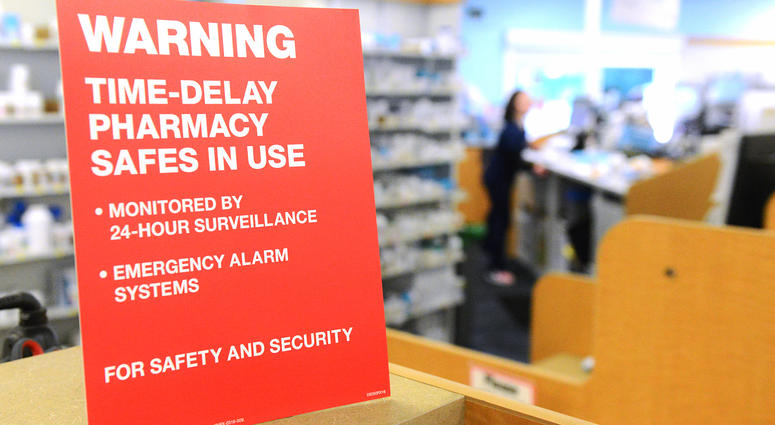 WARNING
TIME-DELAY
PHARMACY
SAFES IN USE
• MONITORED BY
24-HOUR SURVEILLANCE
• EMERGENCY ALARM
SYSTEMS
FOR SAFETY AND SECURITY